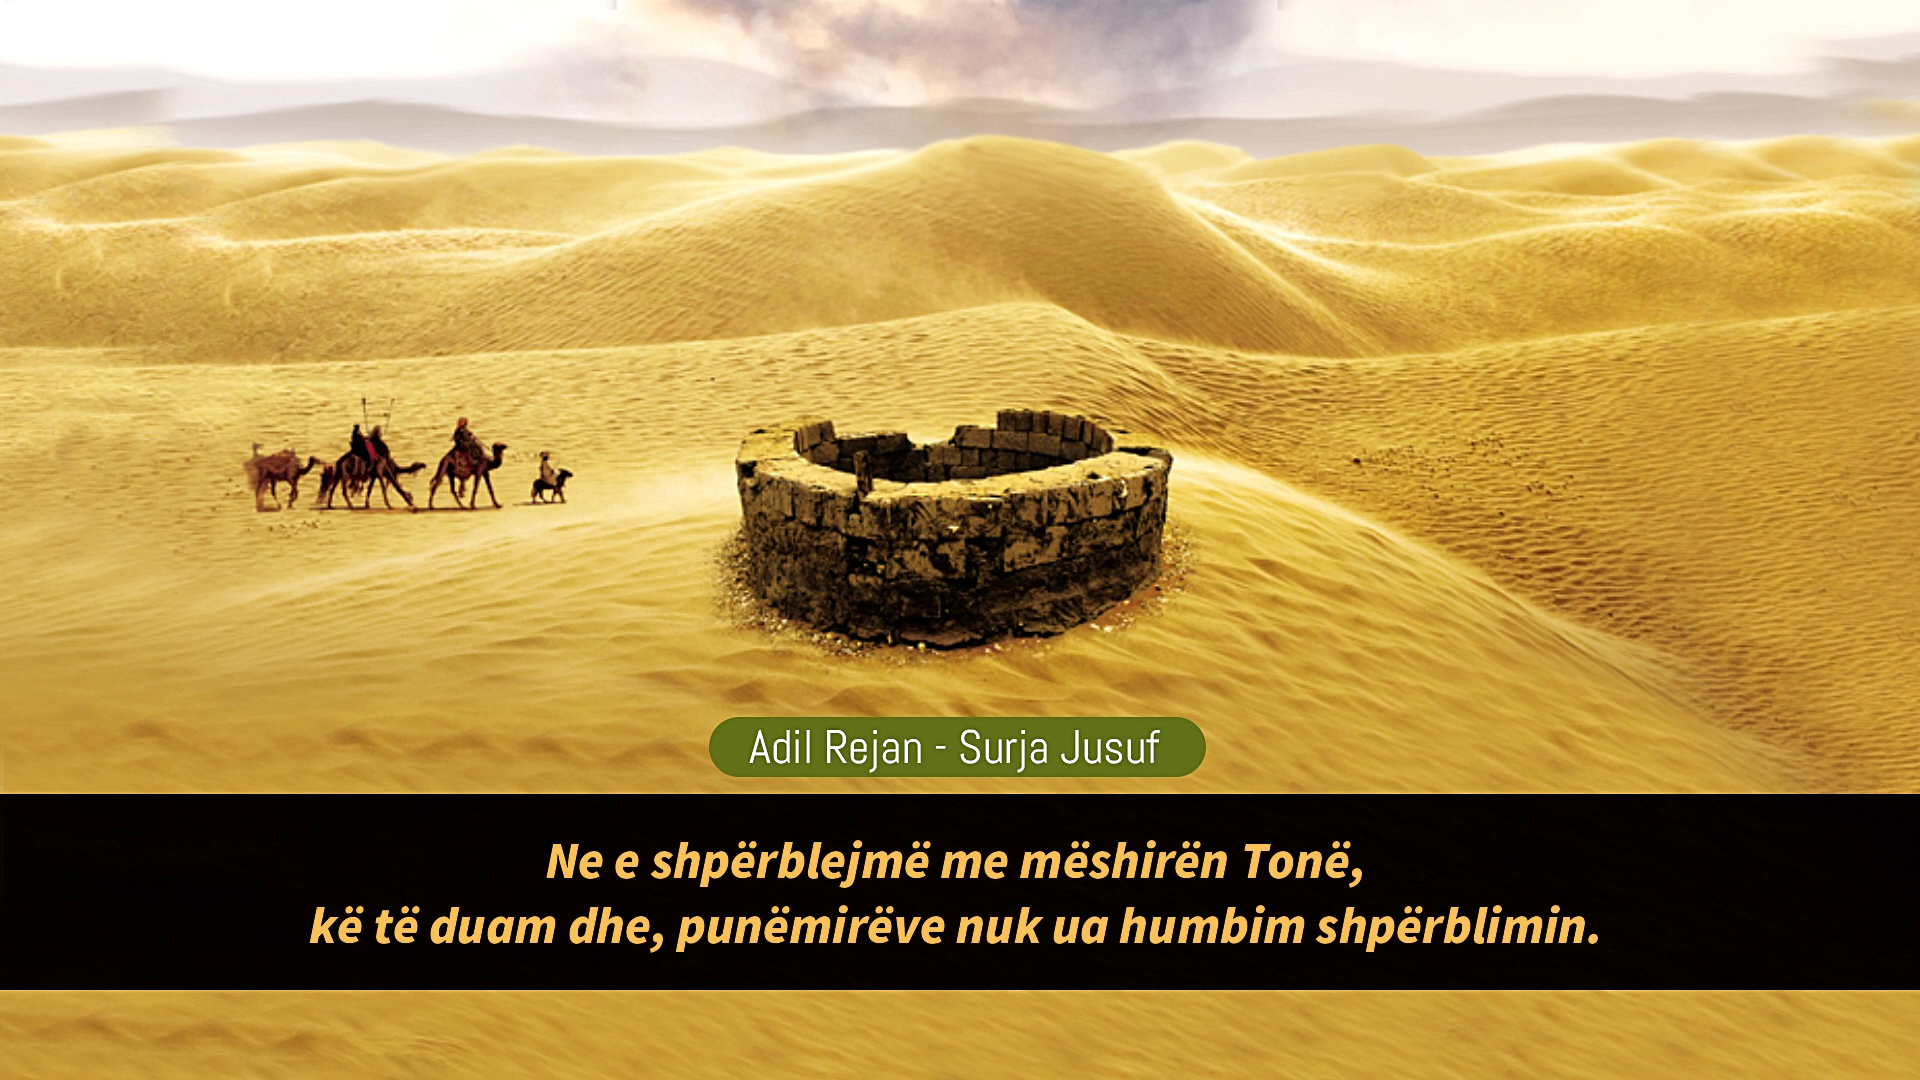 Adil Rejan - Surja Jusuf
Ne e shpërblejmë me mëshirën Tonë,
kë të duam dhe, punëmirëve nuk ua humbim shpërblimin.